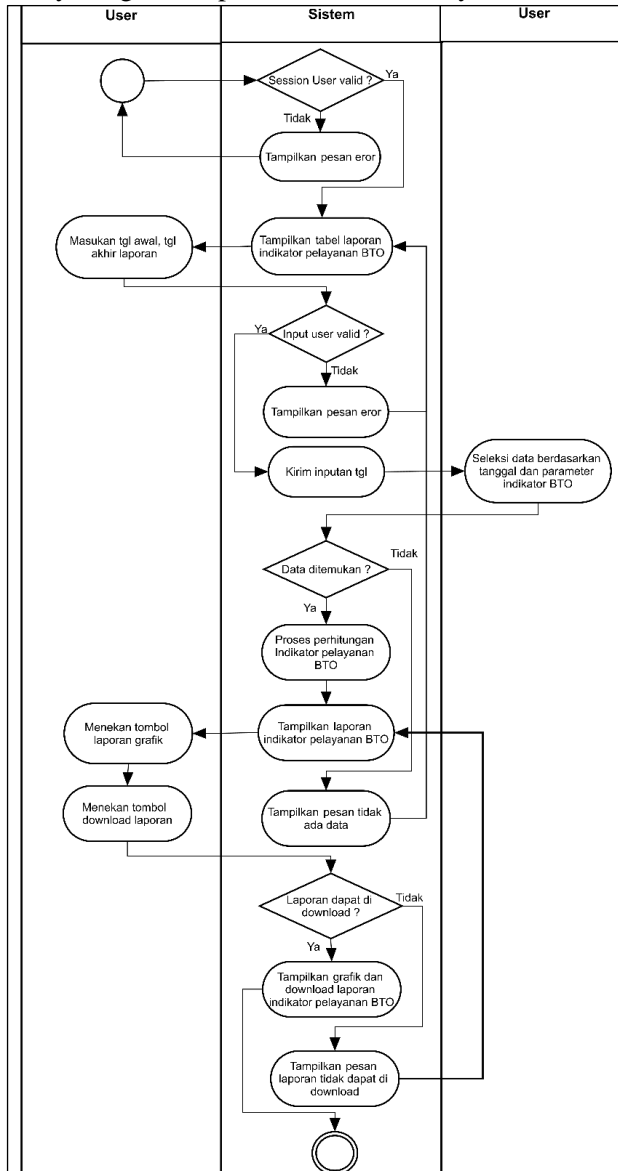 User
Sistem
User
Session User valid ?
Ya
Tidak
Tampilkan pesan eror
Masukan tgl awal, tgl
akhir laporan
Tampilkan tabel laporan
indikator pelayanan BTO
Ya
Input user valid ?
Tidak
Tampilkan pesan eror
Kirim inputan tgl
Seleksi data berdasarkan
tanggal dan parameter
indikator BTO
Data ditemukan ?
Tidak
Ya
Proses perhitungan
Indikator pelayanan
BTO
Menekan tombol
laporan grafik
Tampilkan laporan
indikator pelayanan BTO
Menekan tombol
download laporan
Tampilkan pesan tidak
ada data
Laporan dapat di
download ?
Tidak
Ya
Tampilkan grafik dan
download laporan
indikator pelayanan BTO
Tampilkan pesan
laporan tidak dapat di
download